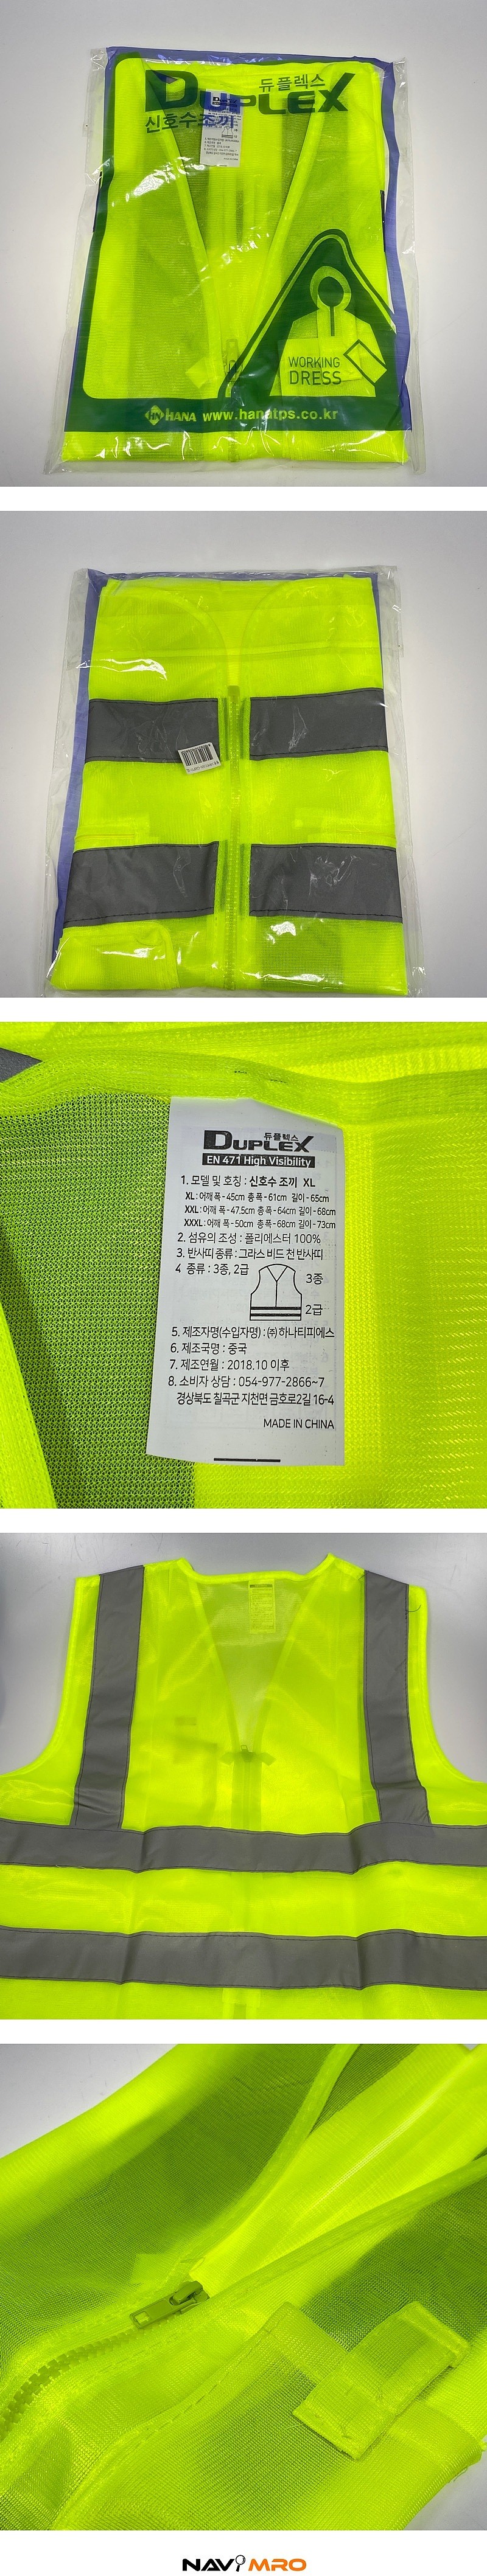 듀플렉스
DUPLEX
신호수조끼
WORKING
DRESS
HANA www.hanatps.co.kr
듀플렉스
DUPLEX
EN 471 High Visibility
1. 모델 및 호칭 : 신호수 조끼 XL
XL : 어깨 폭 - 45cm 총 폭 - 61cm 길이 - 65cm
XXL : 어깨 폭 - 47.5cm 총 폭 - 64cm 길이 - 68cm
XXXL : 어깨 폭 - 50cm 총 폭 - 68cm 길이 - 73cm
2. 섬유의 조성 : 폴리에스터 100%
3. 반사띠 종류 : 그라스 비드 천 반사띠
4 종류 : 3종, 2급
3종
2급
5. 제조자명(수입자명) : ㈜하나티피에스
6. 제조국명 : 중국
7. 제조연월 : 2018.10 이후
8. 소비자 상담 : 054-977-2866~7
경상북도 칠곡군 지천면 금호로2길 16-4
MADE IN CHINA
NAVIMRO